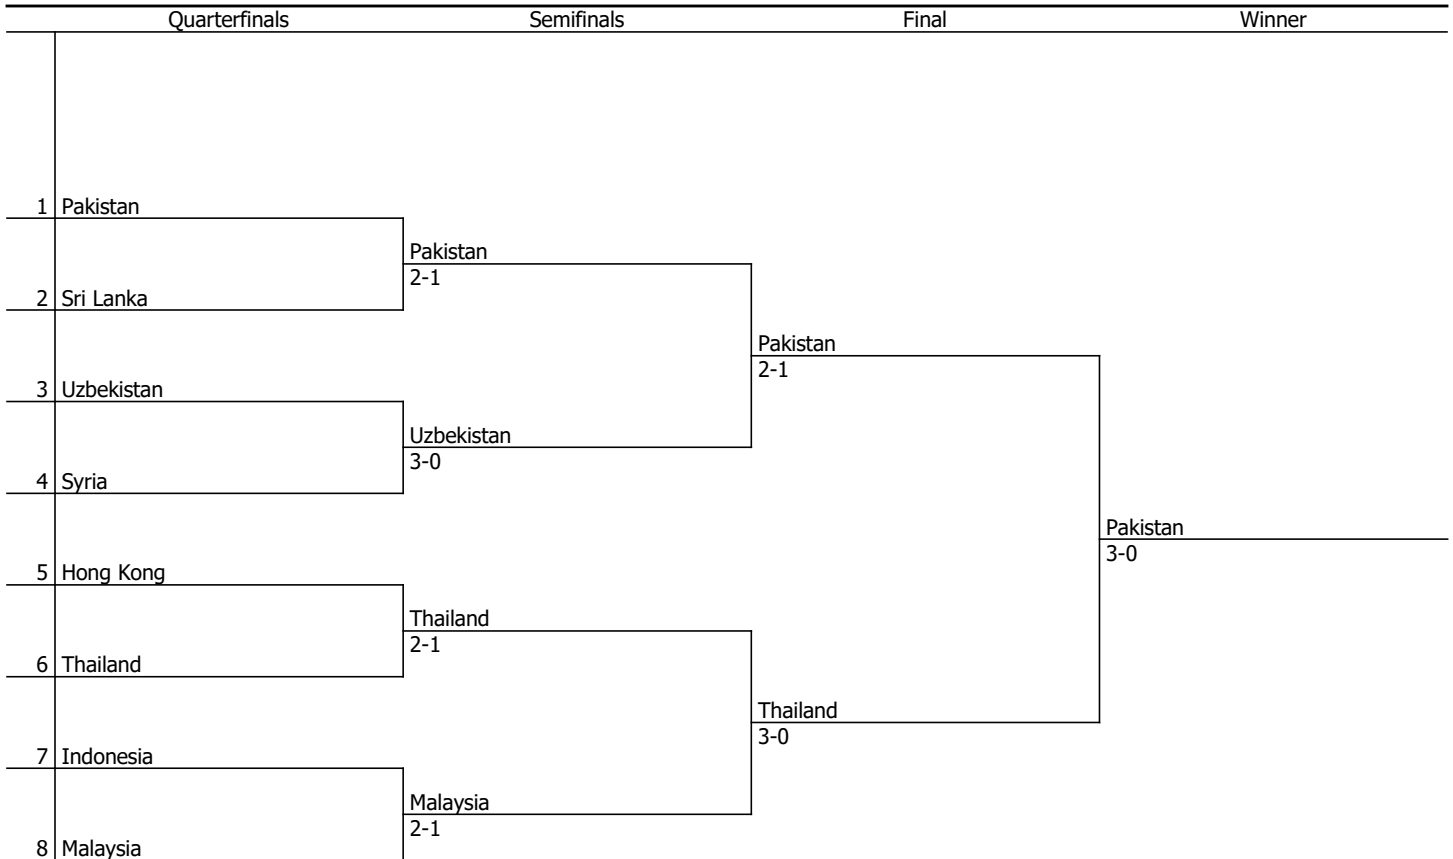 Quarterfinals Semifinals Final Winner
1 Pakistan
Pakistan
2-1
2 Sri Lanka
Pakistan
2-1
3 Uzbekistan
Uzbekistan
3-0
4 Syria
Pakistan
3-0
5 Hong Kong
Thailand
2-1
6 Thailand
Thailand
3-0
7 Indonesia
Malaysia
2-1
8 Malaysia